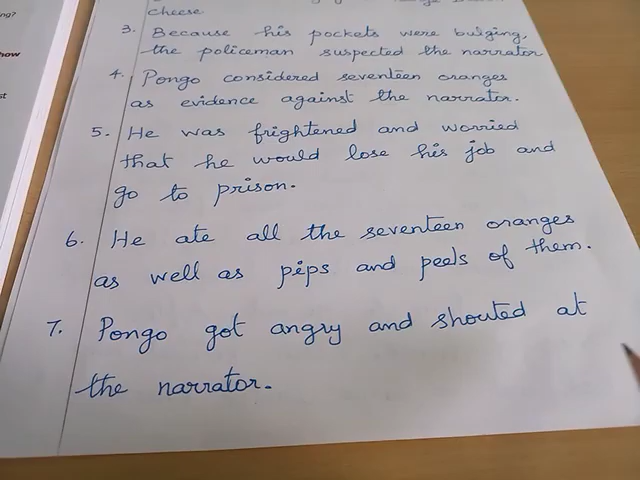 ng?
how
st
cheese
3. Because his pockets were bulging,
the policeman suspected the narrator
4. Pongo considered seventeen oranges
as evidence against the narrator.
5. He was frightened and worried
that he would lose his job and
go to prison.
6. He ate all the seventeen oranges
as well as pips and peels of them.
7. Pongo got angry and shouted at
the narrator.